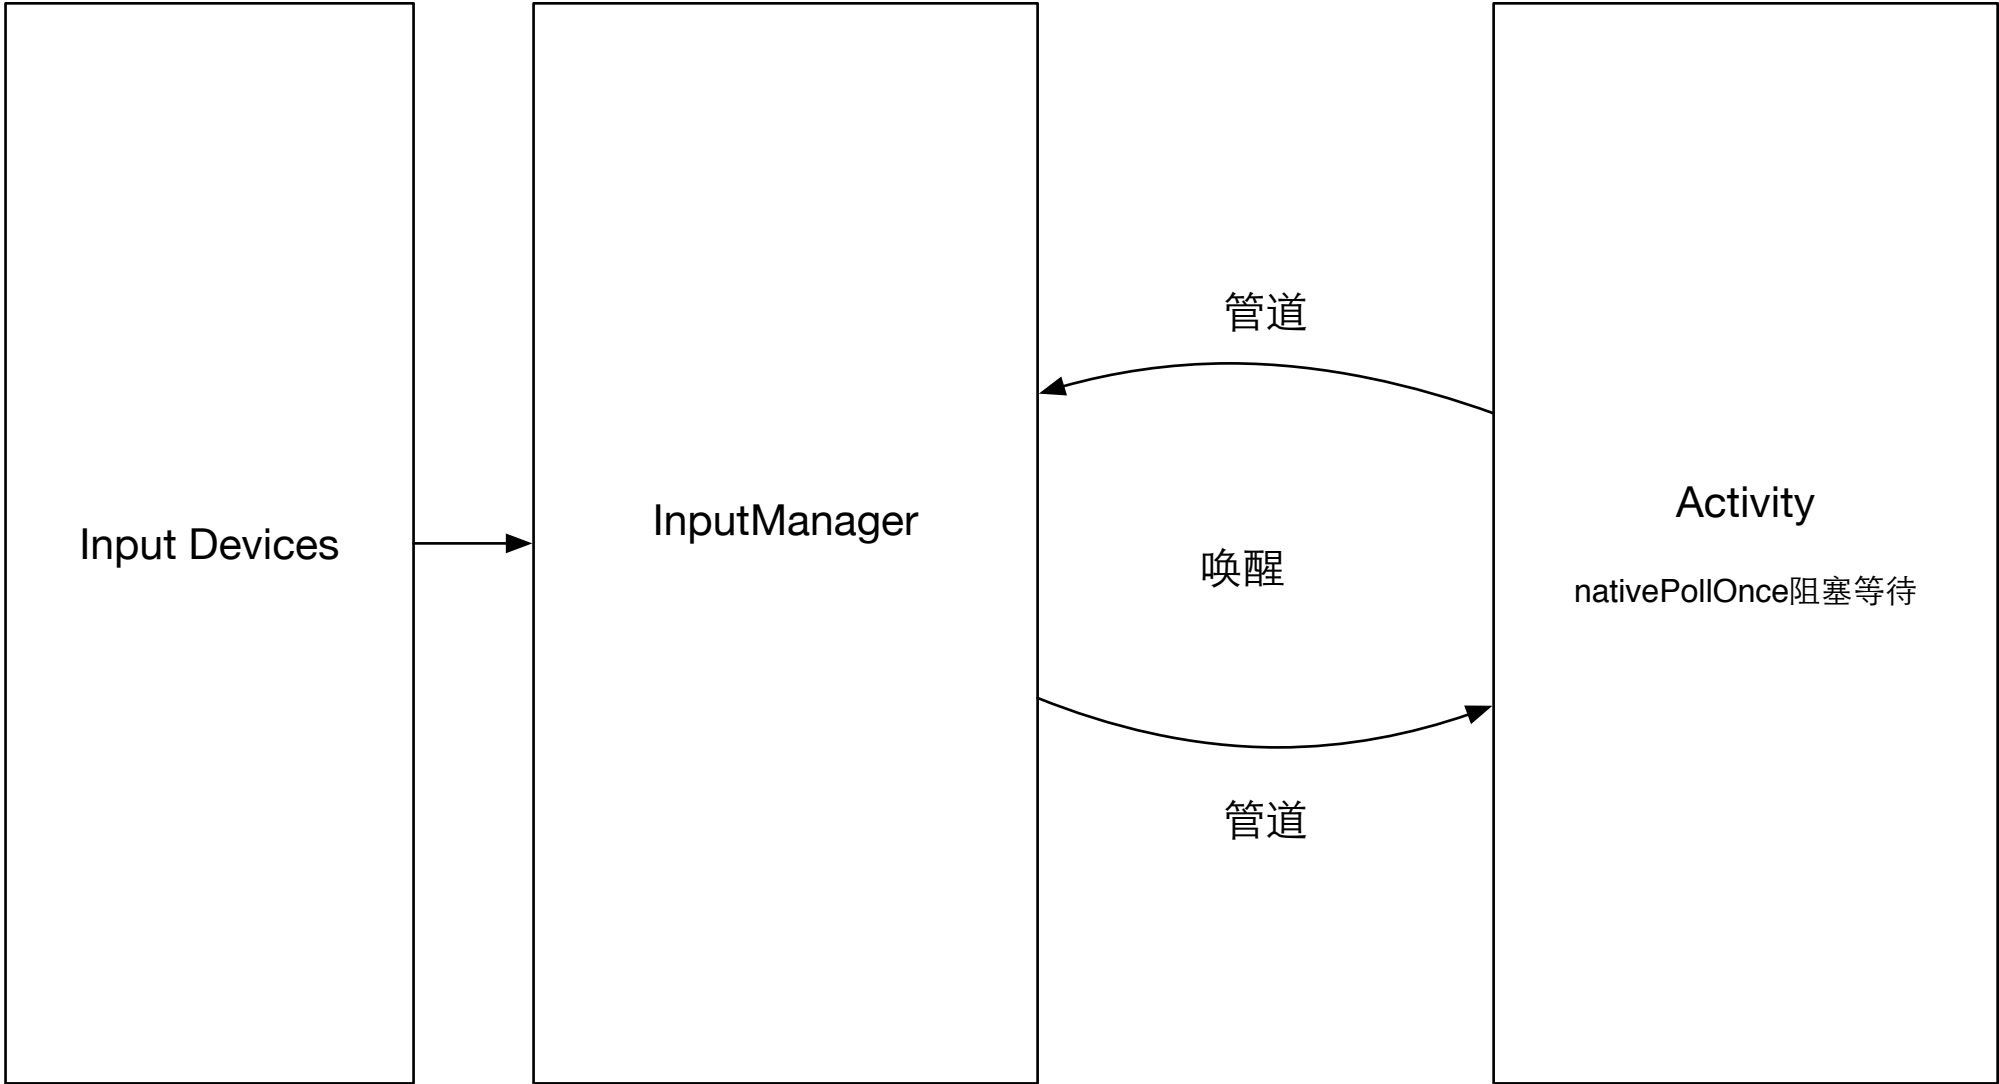 Input Devices
InputManager
管道
唤醒
管道
Activity
nativePollOnce阻塞等待